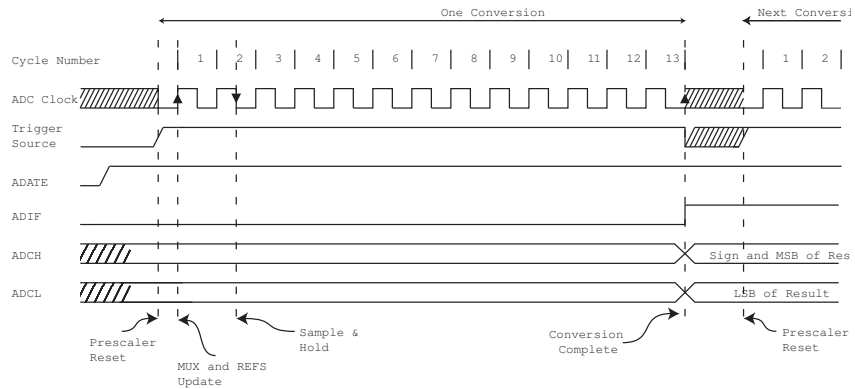 One Conversion
Next Conversi
Cycle Number 1 2 3 4 5 6 7 8 9 10 11 12 13 1 2
ADC Clock
Trigger
Source
ADATE
ADIF
ADCH
Sign and MSB of Res
ADCL
LSB of Result
Prescaler
Reset
MUX and REFS
Update
Sample &
Hold
Conversion
Complete
Prescaler
Reset